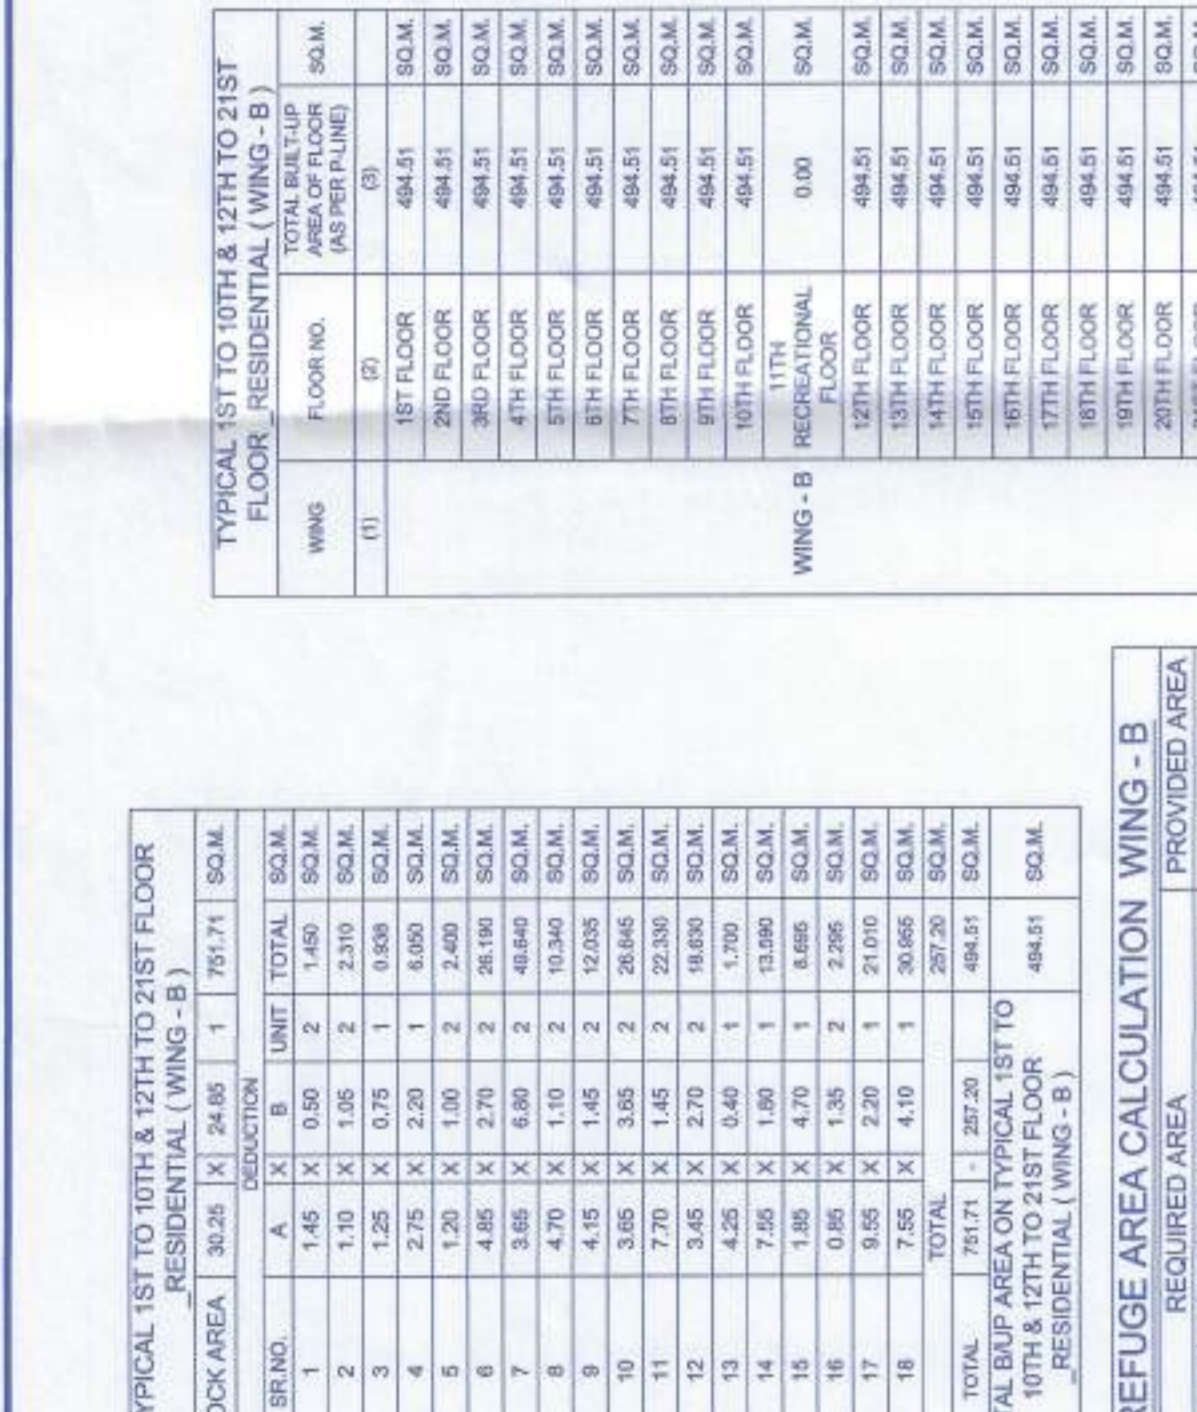 TYPICAL 1ST TO 10TH & 12TH TO 21ST
FLOOR_RESIDENTIAL ( WING - B )
WING FLOOR NO. TOTAL BUILT-UP AREA OF FLOOR (AS PER P-LINE) SQ.M.
(1) (2) (3)
1ST FLOOR 494.51 SQ.M.
2ND FLOOR 494.51 SQ.M.
3RD FLOOR 494.51 SQ.M.
4TH FLOOR 494.51 SQ.M.
5TH FLOOR 494.51 SQ.M.
6TH FLOOR 494.51 SQ.M.
7TH FLOOR 494.51 SQ.M.
8TH FLOOR 494.51 SQ.M.
9TH FLOOR 494.51 SQ.M.
10TH FLOOR 494.51 SQ.M.
WING - B 11TH RECREATIONAL FLOOR 0.00 SQ.M.
12TH FLOOR 494.51 SQ.M.
13TH FLOOR 494.51 SQ.M.
14TH FLOOR 494.51 SQ.M.
15TH FLOOR 494.51 SQ.M.
16TH FLOOR 494.51 SQ.M.
17TH FLOOR 494.51 SQ.M.
18TH FLOOR 494.51 SQ.M.
19TH FLOOR 494.51 SQ.M.
20TH FLOOR 494.51 SQ.M.
YPICAL 1ST TO 10TH & 12TH TO 21ST FLOOR
_RESIDENTIAL ( WING - B )
OCK AREA 30.25 X 24.85 1 751.71 SQ.M.
DEDUCTION
SR.NO. A X B UNIT TOTAL SQ.M.
1 1.45 X 0.50 2 1.450 SQ.M.
2 1.10 X 1.05 2 2.310 SQ.M.
3 1.25 X 0.75 1 0.938 SQ.M.
4 2.75 X 2.20 1 6.050 SQ.M.
5 1.20 X 1.00 2 2.400 SQ.M.
6 4.85 X 2.70 2 26.190 SQ.M.
7 3.65 X 6.80 2 49.640 SQ.M.
8 4.70 X 1.10 2 10.340 SQ.M.
9 4.15 X 1.45 2 12.035 SQ.M.
10 3.65 X 3.65 2 26.645 SQ.M.
11 7.70 X 1.45 2 22.330 SQ.M.
12 3.45 X 2.70 2 18.630 SQ.M.
13 4.25 X 0.40 1 1.700 SQ.M.
14 7.55 X 1.80 1 13.590 SQ.M.
15 1.85 X 4.70 1 8.695 SQ.M.
16 0.85 X 1.35 2 2.295 SQ.M.
17 9.55 X 2.20 1 21.010 SQ.M.
18 7.55 X 4.10 1 30.955 SQ.M.
TOTAL 257.20 SQ.M.
TOTAL 751.71 - 257.20 494.51 SQ.M.
TAL B/UP AREA ON TYPICAL 1ST TO
10TH & 12TH TO 21ST FLOOR 494.51 SQ.M.
_RESIDENTIAL ( WING - B )
REFUGE AREA CALCULATION WING - B
REQUIRED AREA PROVIDED AREA